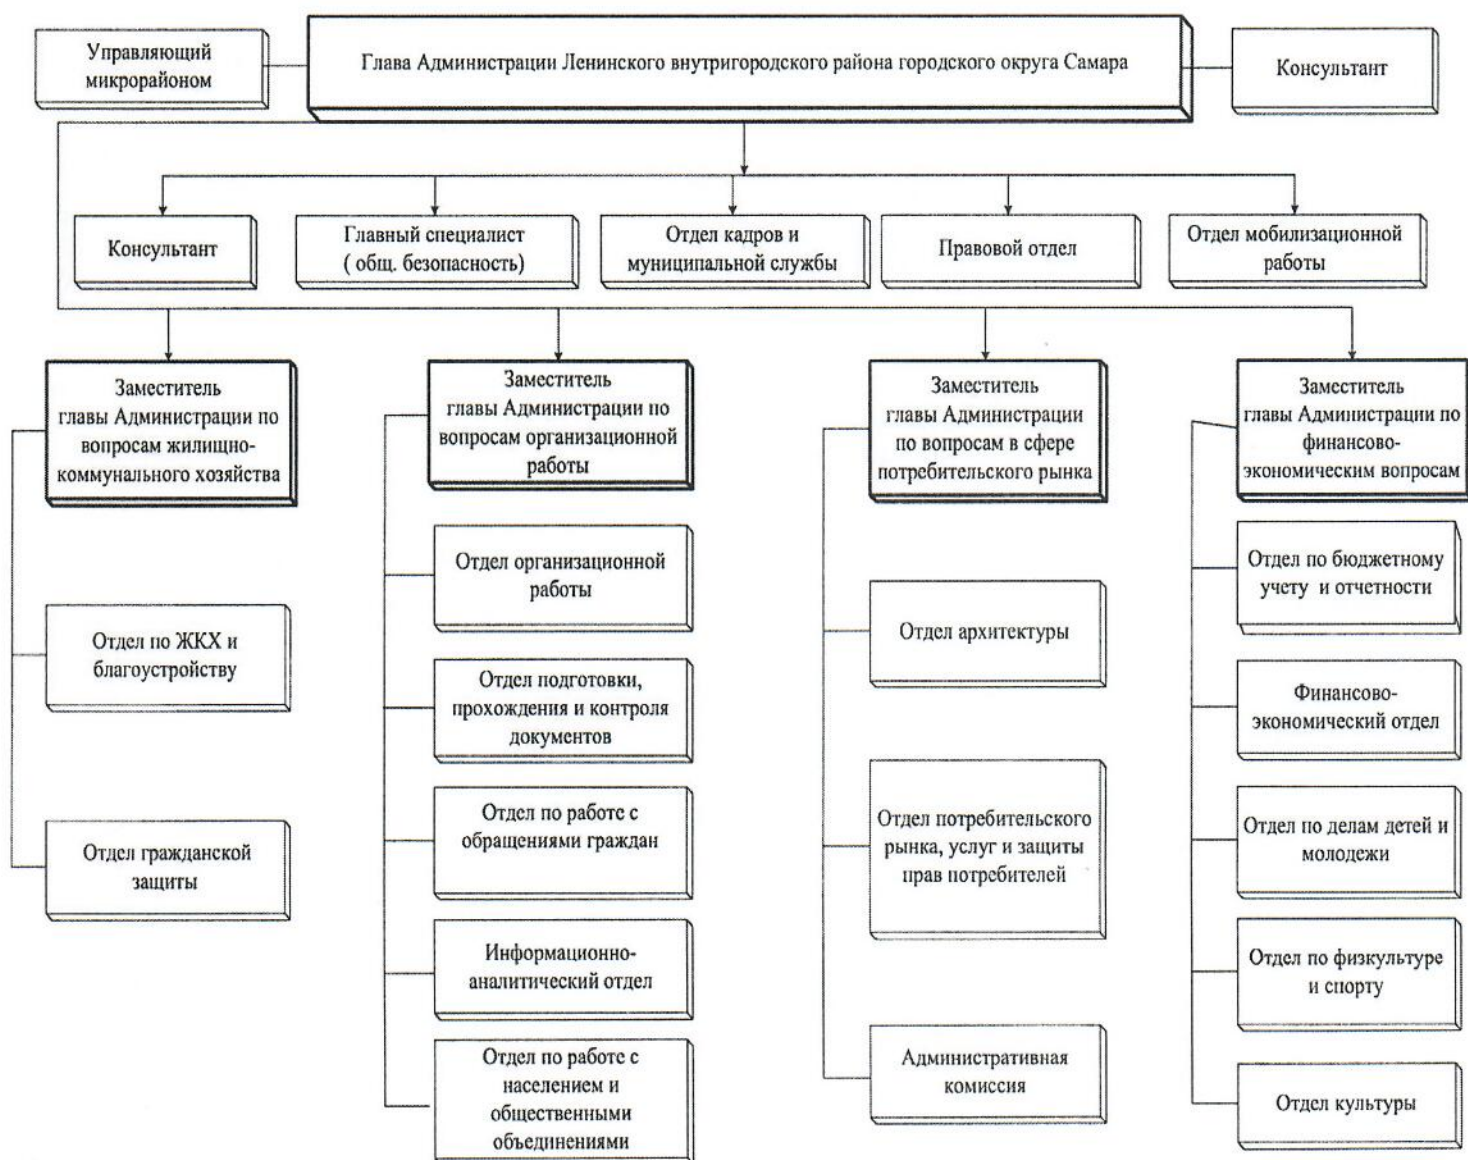 Управляющий
микрорайоном
Глава Администрации Ленинского внутригородского района городского округа Самара
Консультант
Консультант
Главный специалист
( общ. безопасность)
Отдел кадров и
муниципальной службы
Правовой отдел
Отдел мобилизационной
работы
Заместитель
главы Администрации по
вопросам жилищно-
коммунального хозяйства
Отдел по ЖКХ и
благоустройству
Отдел гражданской
защиты
Заместитель
главы Администрации по
вопросам организационной
работы
Отдел организационной
работы
Отдел подготовки,
прохождения и контроля
документов
Отдел по работе с
обращениями граждан
Информационно-
аналитический отдел
Отдел по работе с
населением и
общественными
объединениями
Заместитель
главы Администрации
по вопросам в сфере
потребительского рынка
Отдел архитектуры
Отдел потребительского
рынка, услуг и защиты
прав потребителей
Административная
комиссия
Заместитель
главы Администрации по
финансово-
экономическим вопросам
Отдел по бюджетному
учету и отчетности
Финансово-
экономический отдел
Отдел по делам детей и
молодежи
Отдел по физкультуре
и спорту
Отдел культуры